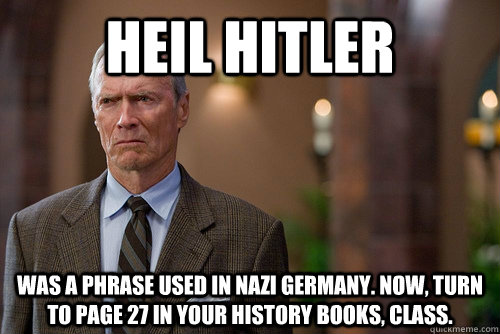 HEIL HITLER
WAS A PHRASE USED IN NAZI GERMANY. NOW, TURN
TO PAGE 27 IN YOUR HISTORY BOOKS, CLASS.
quickmeme.com